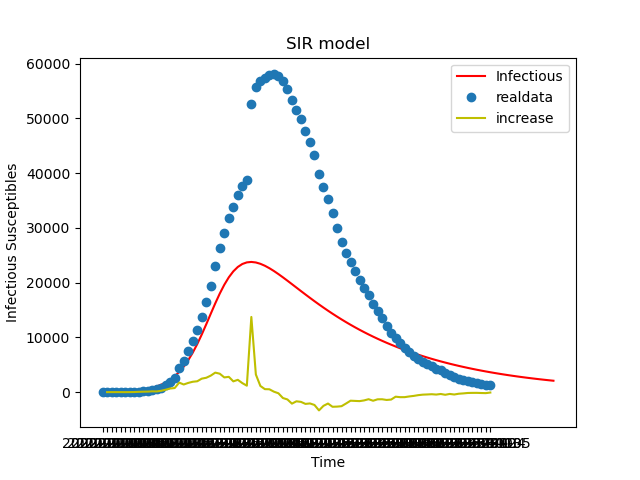 SIR model
60000
50000
40000
30000
20000
10000
0
Infectious Susceptibles
Infectious
realdata
increase
Time